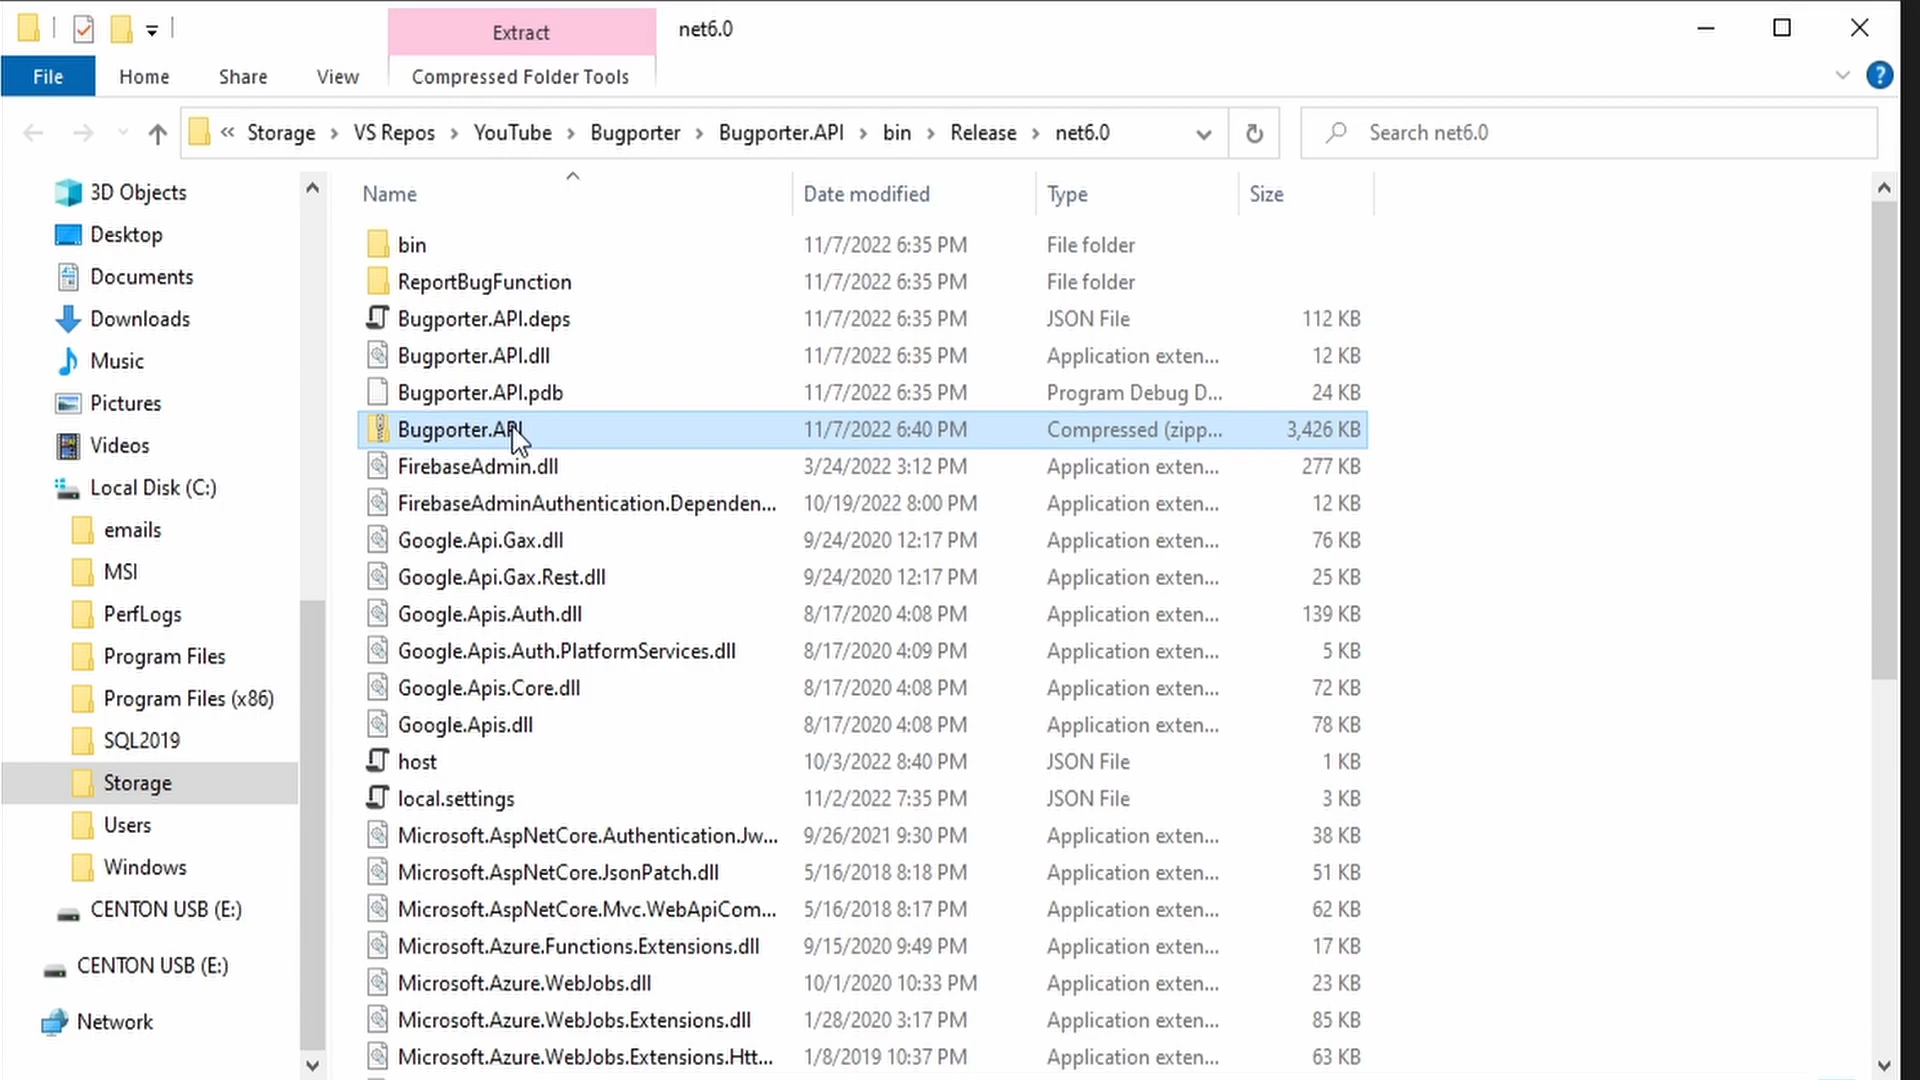 Extract
net6.0
File
Home
Share
View
Compressed Folder Tools
?
« Storage › VS Repos › YouTube › Bugporter › Bugporter.API › bin › Release › net6.0
Search net6.0
3D Objects
Desktop
Documents
Downloads
Music
Pictures
Videos
Local Disk (C:)
emails
MSI
PerfLogs
Program Files
Program Files (x86)
SQL2019
Storage
Users
Windows
CENTON USB (E:)
CENTON USB (E:)
Network
Name Date modified Type Size
bin 11/7/2022 6:35 PM File folder
ReportBugFunction 11/7/2022 6:35 PM File folder
Bugporter.API.deps 11/7/2022 6:35 PM JSON File 112 KB
Bugporter.API.dll 11/7/2022 6:35 PM Application exten... 12 KB
Bugporter.API.pdb 11/7/2022 6:35 PM Program Debug D... 24 KB
Bugporter.API 11/7/2022 6:40 PM Compressed (zipp... 3,426 KB
FirebaseAdmin.dll 3/24/2022 3:12 PM Application exten... 277 KB
FirebaseAdminAuthentication.Dependen... 10/19/2022 8:00 PM Application exten... 12 KB
Google.Api.Gax.dll 9/24/2020 12:17 PM Application exten... 76 KB
Google.Api.Gax.Rest.dll 9/24/2020 12:17 PM Application exten... 25 KB
Google.Apis.Auth.dll 8/17/2020 4:08 PM Application exten... 139 KB
Google.Apis.Auth.PlatformServices.dll 8/17/2020 4:09 PM Application exten... 5 KB
Google.Apis.Core.dll 8/17/2020 4:08 PM Application exten... 72 KB
Google.Apis.dll 8/17/2020 4:08 PM Application exten... 78 KB
host 10/3/2022 8:40 PM JSON File 1 KB
local.settings 11/2/2022 7:35 PM JSON File 3 KB
Microsoft.AspNetCore.Authentication.Jw... 9/26/2021 9:30 PM Application exten... 38 KB
Microsoft.AspNetCore.JsonPatch.dll 5/16/2018 8:18 PM Application exten... 51 KB
Microsoft.AspNetCore.Mvc.WebApiCom... 5/16/2018 8:17 PM Application exten... 62 KB
Microsoft.Azure.Functions.Extensions.dll 9/15/2020 9:49 PM Application exten... 17 KB
Microsoft.Azure.WebJobs.dll 10/1/2020 10:33 PM Application exten... 23 KB
Microsoft.Azure.WebJobs.Extensions.dll 1/28/2020 3:17 PM Application exten... 85 KB
Microsoft.Azure.WebJobs.Extensions.Htt... 1/8/2019 10:37 PM Application exten... 63 KB